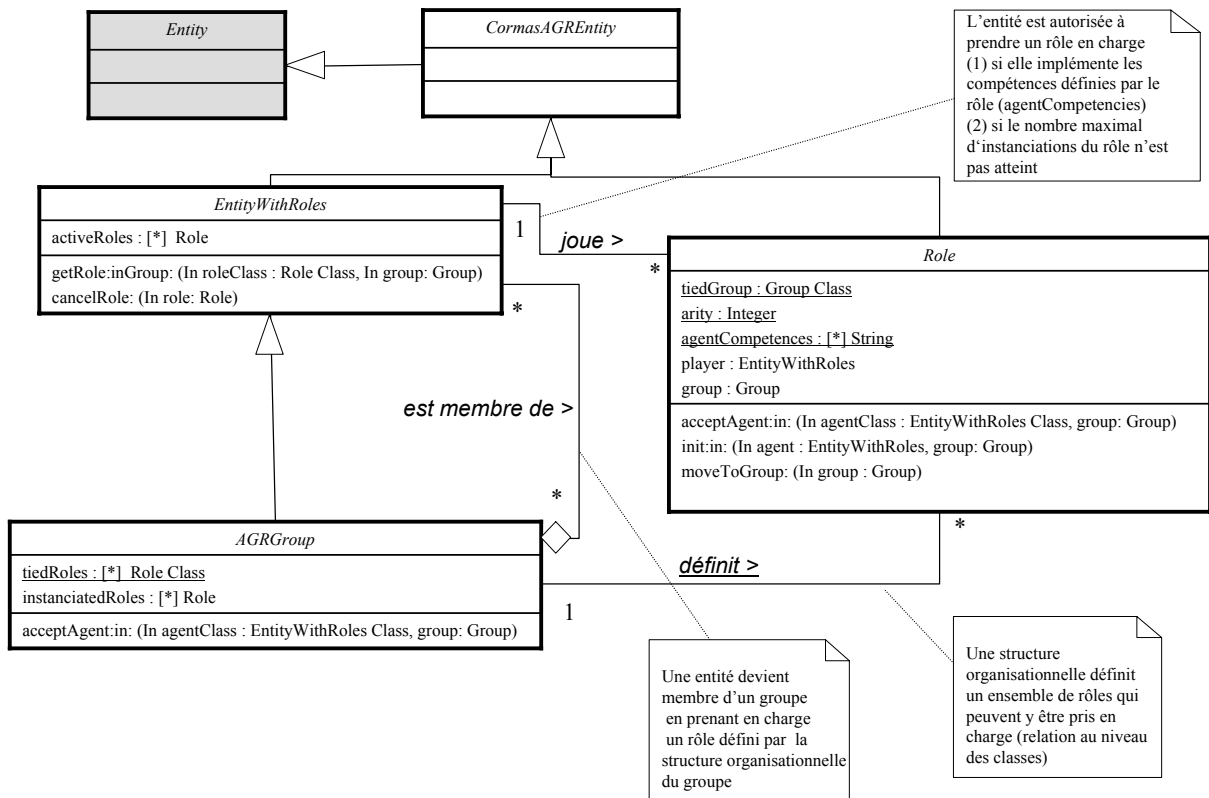 Entity
CormasAGREntity
L'entité est autorisée à
prendre un rôle en charge
(1) si elle implémente les
compétences définies par le
rôle (agentCompetencies)
(2) si le nombre maximal
d'instanciations du rôle n'est
pas atteint
EntityWithRoles
activeRoles : [*] Role
getRole:inGroup: (In roleClass : Role Class, In group: Group)
cancelRole: (In role: Role)
1
joue >
*
Role
tiedGroup : Group Class
arity : Integer
agentCompetences : [*] String
player : EntityWithRoles
group : Group
acceptAgent:in: (In agentClass : EntityWithRoles Class, group: Group)
init:in: (In agent : EntityWithRoles, group: Group)
moveToGroup: (In group : Group)
*
est membre de >
*
*
AGRGroup
tiedRoles : [*] Role Class
instanciatedRoles : [*] Role
acceptAgent:in: (In agentClass : EntityWithRoles Class, group: Group)
définit >
1
Une entité devient
membre d'un groupe
en prenant en charge
un rôle défini par la
structure organisationnelle
du groupe
Une structure
organisationnelle définit
un ensemble de rôles qui
peuvent y être pris en
charge (relation au niveau
des classes)